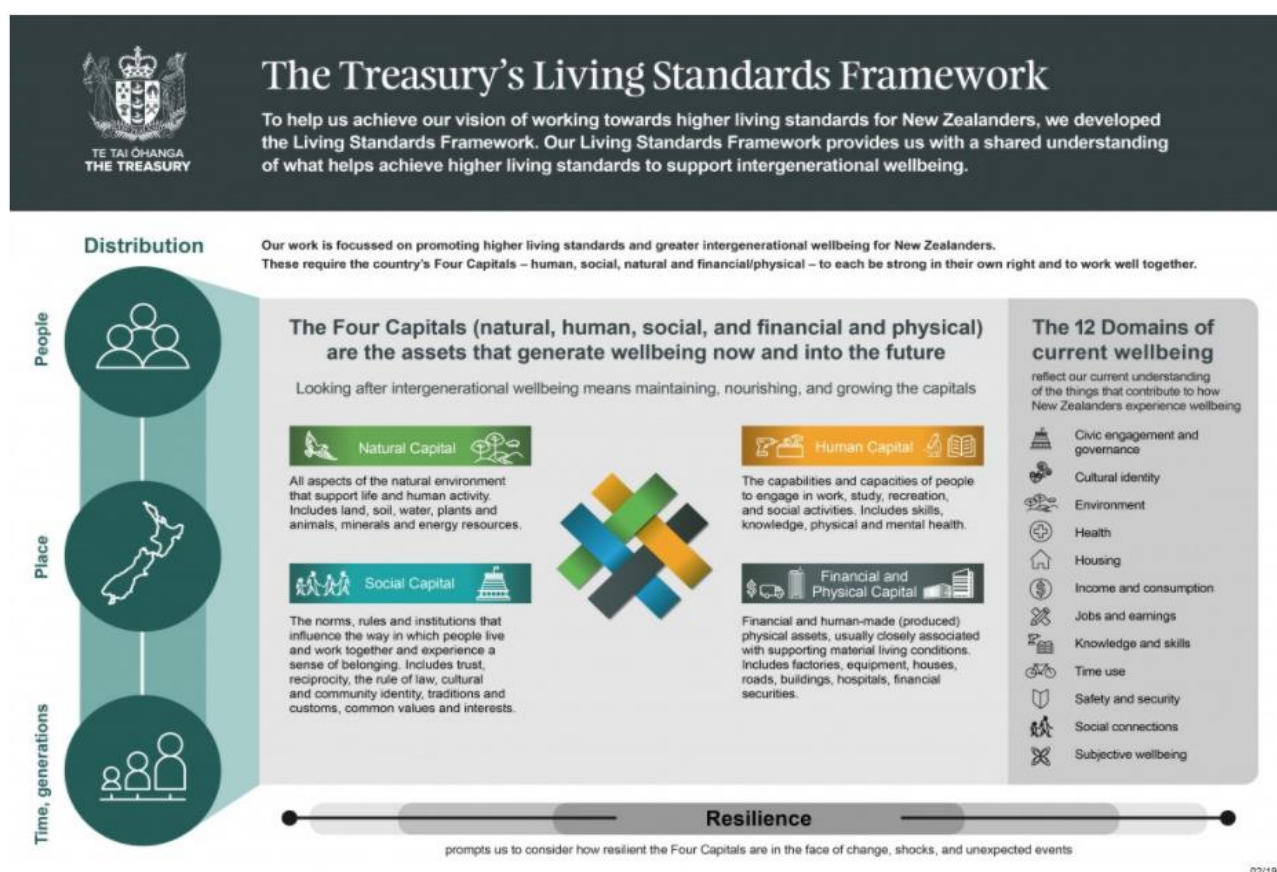 TE TAI ŌHANGA
THE TREASURY
The Treasury's Living Standards Framework
To help us achieve our vision of working towards higher living standards for New Zealanders, we developed
the Living Standards Framework. Our Living Standards Framework provides us with a shared understanding
of what helps achieve higher living standards to support intergenerational wellbeing.
Distribution
People
Place
Time, generations
Our work is focussed on promoting higher living standards and greater intergenerational wellbeing for New Zealanders.
These require the country's Four Capitals – human, social, natural and financial/physical – to each be strong in their own right and to work well together.
The Four Capitals (natural, human, social, and financial and physical)
are the assets that generate wellbeing now and into the future
Looking after intergenerational wellbeing means maintaining, nourishing, and growing the capitals
Natural Capital
All aspects of the natural environment
that support life and human activity.
Includes land, soil, water, plants and
animals, minerals and energy resources.
Human Capital
The capabilities and capacities of people
to engage in work, study, recreation,
and social activities. Includes skills,
knowledge, physical and mental health.
Social Capital
The norms, rules and institutions that
influence the way in which people live
and work together and experience a
sense of belonging. Includes trust,
reciprocity, the rule of law, cultural
and community identity, traditions and
customs, common values and interests.
Financial and
Physical Capital
Financial and human-made (produced)
physical assets, usually closely associated
with supporting material living conditions.
Includes factories, equipment, houses,
roads, buildings, hospitals, financial
securities.
The 12 Domains of
current wellbeing
reflect our current understanding
of the things that contribute to how
New Zealanders experience wellbeing
Civic engagement and
governance
Cultural identity
Environment
Health
Housing
Income and consumption
Jobs and earnings
Knowledge and skills
Time use
Safety and security
Social connections
Subjective wellbeing
Resilience
prompts us to consider how resilient the Four Capitals are in the face of change, shocks, and unexpected events